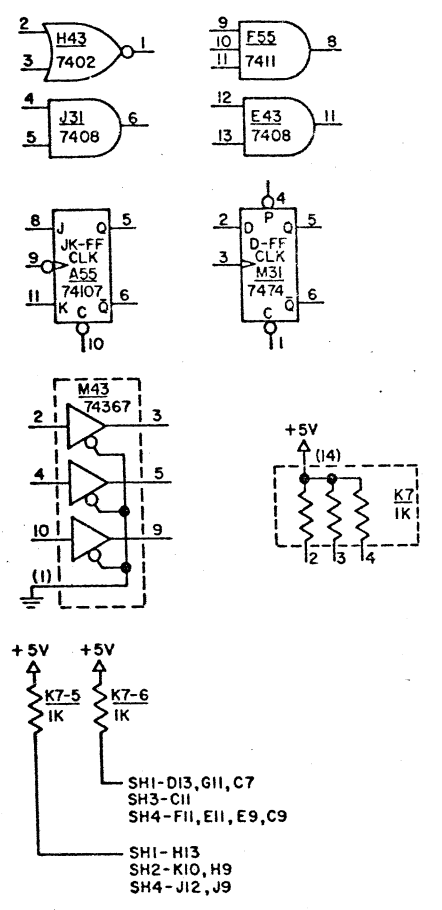 2 H43 1
3 7402
9 F55
10 8
11 7411
4 J31 6
5 7408
12 E43 11
13 7408
8 J Q 5
JK-FF
9 CLK
A55
74107
11 K C Q̅ 6
10
4
P
2 D Q 5
D-FF
3 CLK
M31
7474
C Q̅ 6
1
M43
74367
2 3
4 5
10 9
(1)
+5V
(14)
K7
1K
2 3 4
+5V +5V
K7-5 K7-6
1K 1K
SH1-D13,G11,C7
SH3-C11
SH4-F11,E11,E9,C9
SH1-H13
SH2-K10,H9
SH4-J12,J9